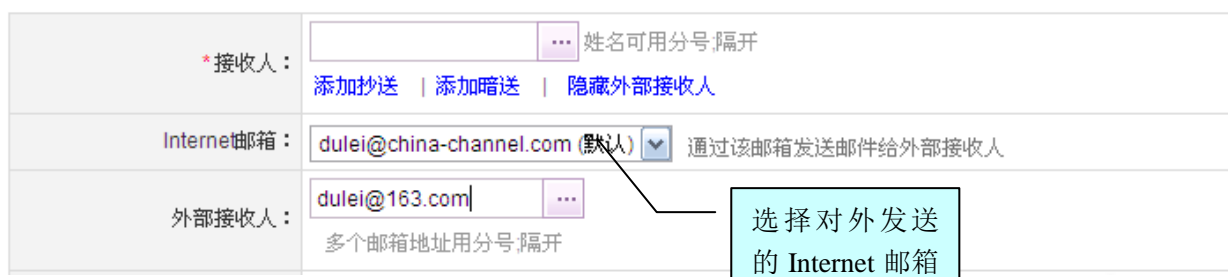 *接收人： ... 姓名可用分号;隔开
添加抄送 | 添加暗送 | 隐藏外部接收人
Internet邮箱： dulei@china-channel.com (默认) 通过该邮箱发送邮件给外部接收人
外部接收人： dulei@163.com ...
多个邮箱地址用分号;隔开
选择对外发送
的 Internet 邮箱